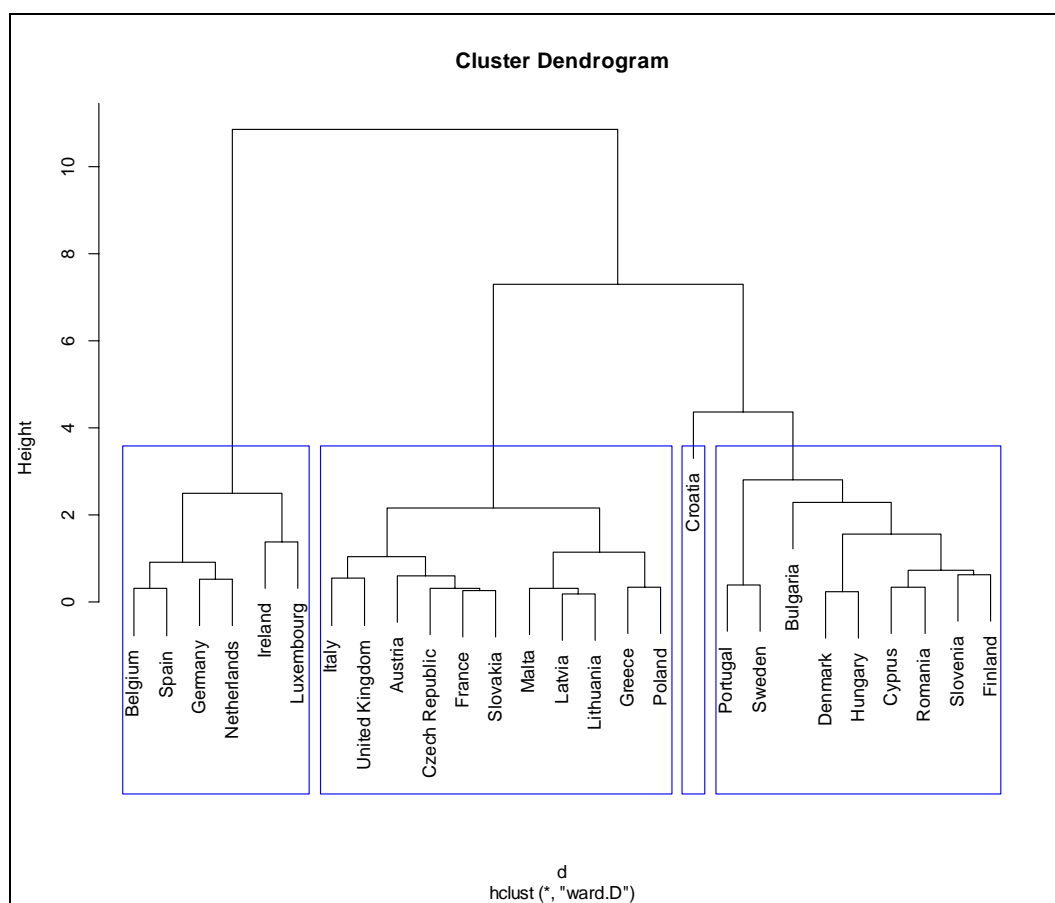 Cluster Dendrogram
Height
10
8
6
4
2
0
Belgium
Spain
Germany
Netherlands
Ireland
Luxembourg
Italy
United Kingdom
Austria
Czech Republic
France
Slovakia
Malta
Latvia
Lithuania
Greece
Poland
Croatia
Portugal
Sweden
Bulgaria
Denmark
Hungary
Cyprus
Romania
Slovenia
Finland
d
hclust (*, "ward.D")